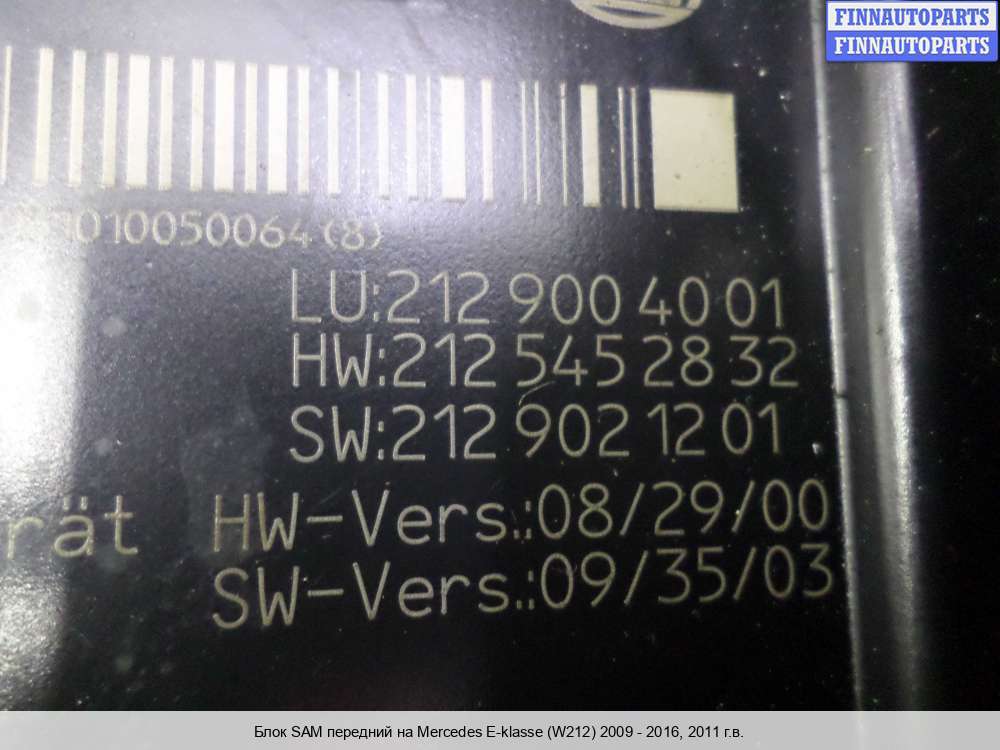 FINNAUTOPARTS
FINNAUTOPARTS
1010050064(8)
LU:212 900 40 01
HW:212 545 28 32
SW:212 902 12 01
rät HW-Vers.:08/29/00
SW-Vers.:09/35/03
Блок SAM передний на Mercedes E-klasse (W212) 2009 - 2016, 2011 г.в.